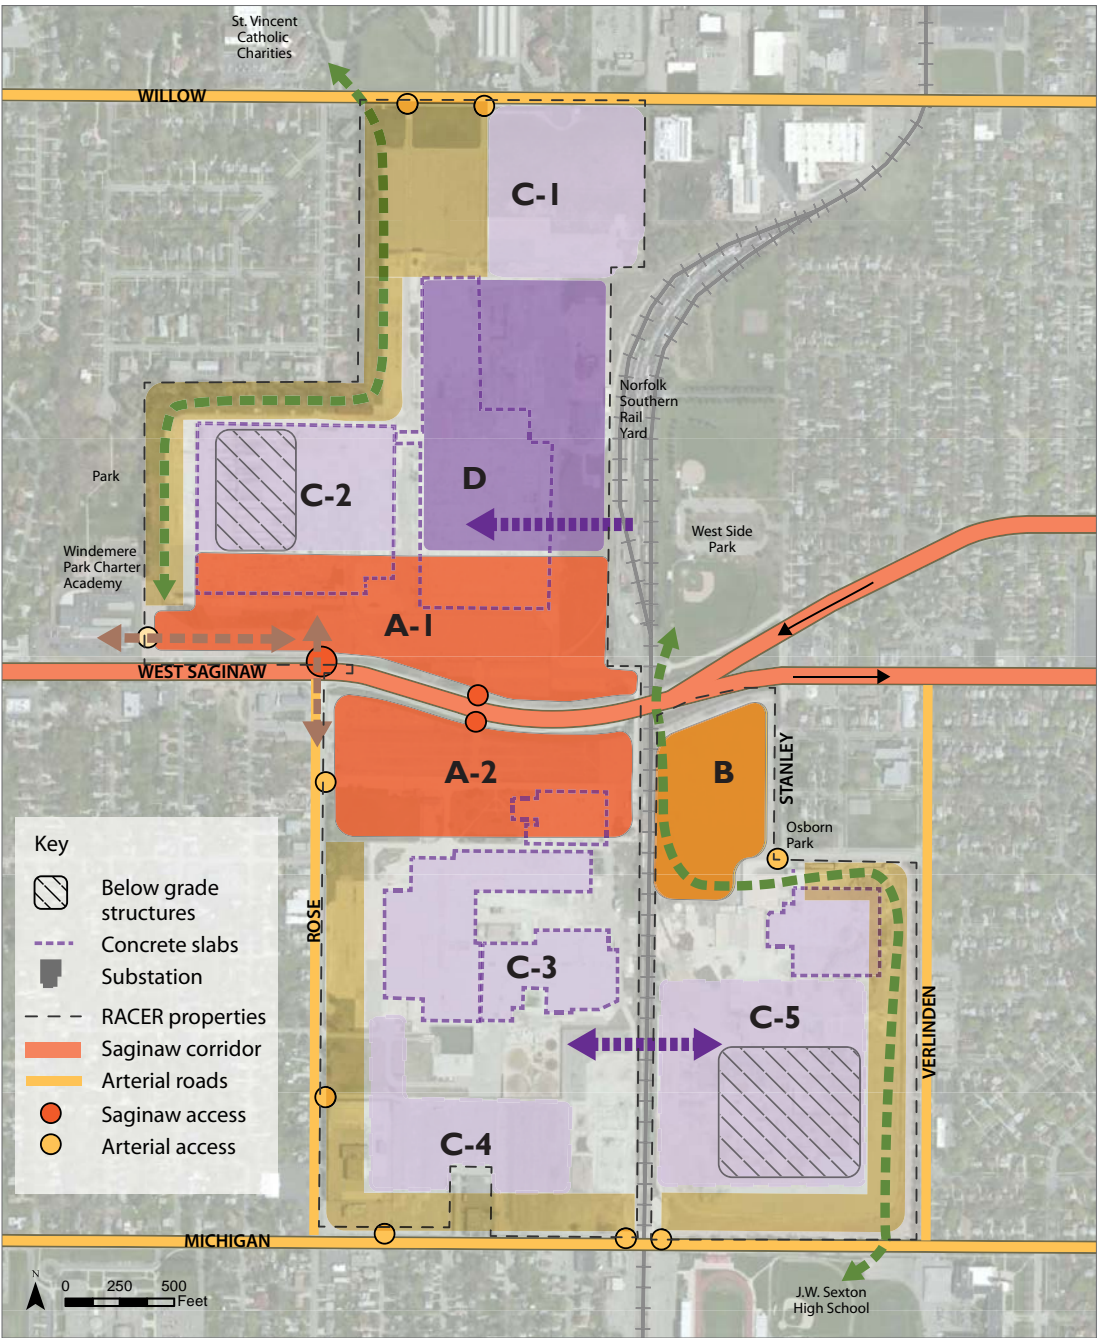 St. Vincent
Catholic
Charities
WILLOW
C-1
Norfolk
Southern
Rail
Yard
D
Park
C-2
West Side
Park
Windemere
Park Charter
Academy
A-1
WEST SAGINAW
A-2
B
STANLEY
Osborn
Park
Key
Below grade
structures
Concrete slabs
Substation
RACER properties
Saginaw corridor
Arterial roads
Saginaw access
Arterial access
ROSE
C-3
C-5
VERLINDEN
C-4
MICHIGAN
N
0 250 500
Feet
J.W. Sexton
High School